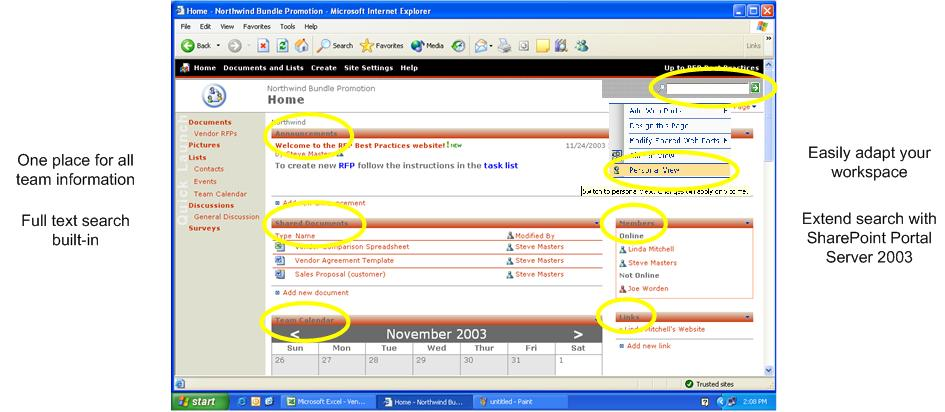 Home - Northwind Bundle Promotion - Microsoft Internet Explorer
File Edit View Favorites Tools Help
Back Search Favorites Media Links
Home Documents and Lists Create Site Settings Help Up to RFP Best Practices
Northwind Bundle Promotion
Home
Page
Add Web Parts
Design this Page
Modify Shared Web Parts
Shared View
Personal View
Switch to personal view. Changes will apply only to me.
Quick Launch
Documents
Vendor RFPs
Pictures
Lists
Contacts
Events
Team Calendar
Discussions
General Discussion
Surveys
Northwind
Announcements
Welcome to the RFP Best Practices website! NEW 11/24/2003
by Steve Masters
To create new RFP follow the instructions in the task list
Add new announcement
Shared Documents
Type Name Modified By
Vendor Comparison Spreadsheet Steve Masters
Vendor Agreement Template Steve Masters
Sales Proposal (customer) Steve Masters
Add new document
Members
Online
Linda Mitchell
Steve Masters
Not Online
Joe Worden
Links
Linda Mitchell's Website
Add new link
Team Calendar
< November 2003 >
Sun Mon Tue Wed Thur Fri Sat
26 27 28 29 30 31 1
Trusted sites
start Microsoft Excel - Ven... Home - Northwind Bu... untitled - Paint 2:08 PM
One place for all
team information
Full text search
built-in
Easily adapt your
workspace
Extend search with
SharePoint Portal
Server 2003